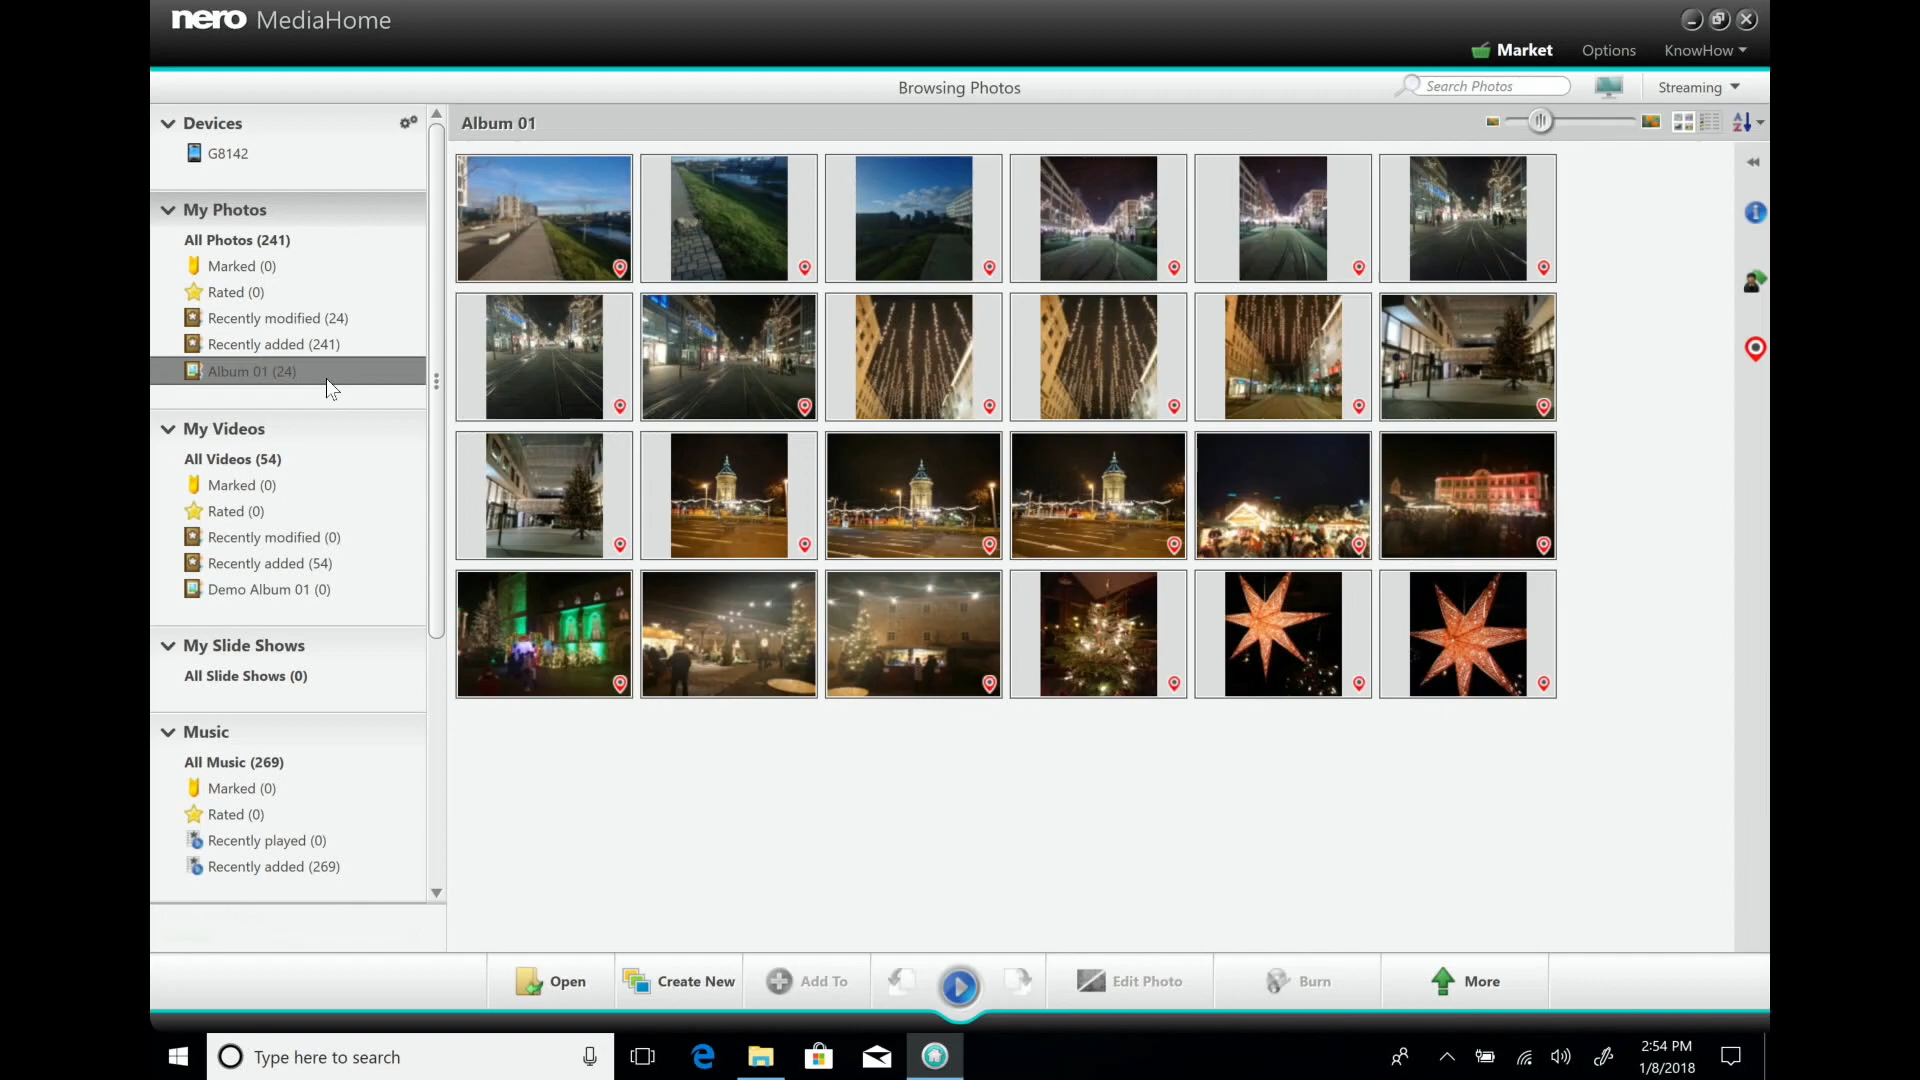 nero MediaHome
Market Options KnowHow
Browsing Photos
Search Photos
Streaming
Devices
G8142
My Photos
All Photos (241)
Marked (0)
Rated (0)
Recently modified (24)
Recently added (241)
Album 01 (24)
My Videos
All Videos (54)
Marked (0)
Rated (0)
Recently modified (0)
Recently added (54)
Demo Album 01 (0)
My Slide Shows
All Slide Shows (0)
Music
All Music (269)
Marked (0)
Rated (0)
Recently played (0)
Recently added (269)
Album 01
Open
Create New
Add To
Edit Photo
Burn
More
Type here to search
2:54 PM
1/8/2018